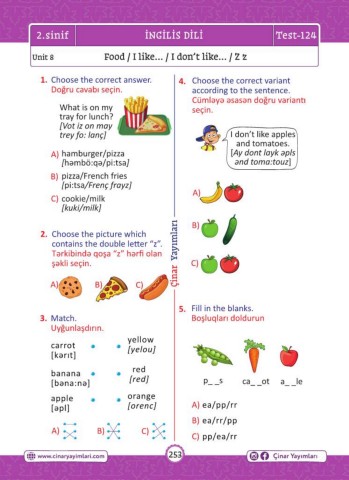 2.sinif
İNGİLİS DİLİ
Test-124
Unit 8
Food / I like... / I don't like... / Z z
1. Choose the correct answer.
Doğru cavabı seçin.
What is on my
tray for lunch?
[Vot iz on may
trey fo: lanç]
A) hamburger/pizza
[həmbö:qə/pi:tsə]
B) pizza/French fries
[pi:tsə/Frenç frayz]
C) cookie/milk
[kuki/milk]
2. Choose the picture which
contains the double letter “z”.
Tərkibində qoşa “z” hərfi olan
şəkli seçin.
A)
B)
C)
3. Match.
Uyğunlaşdırın.
carrot
[kərıt]
yellow
[yelou]
banana
[bəna:nə]
red
[red]
apple
[əpl]
orange
[orenc]
A)
B)
C)
Çinar Yayımları
4. Choose the correct variant
according to the sentence.
Cümləyə əsasən doğru variantı
seçin.
I don't like apples
and tomatoes.
[Ay dont layk əpls
and tomə:touz]
A)
B)
C)
5. Fill in the blanks.
Boşluqları doldurun
p_ _s
ca_ _ot
a_ _le
A) ea/pp/rr
B) ea/rr/pp
C) pp/ea/rr
www.cinaryayimlari.com
253
Çinar Yayımları